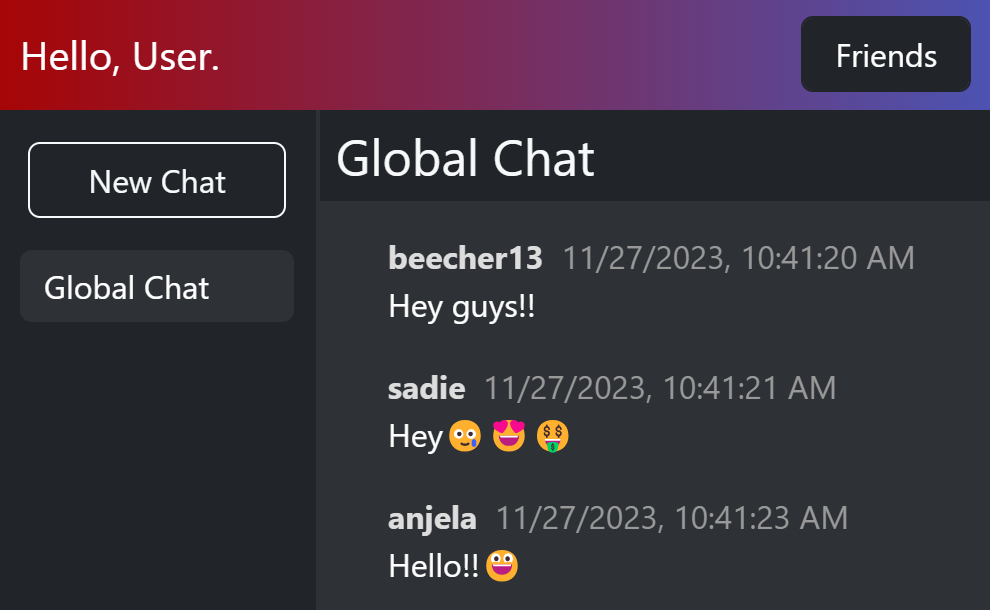 Hello, User.
Friends
New Chat
Global Chat
Global Chat
beecher13 11/27/2023, 10:41:20 AM
Hey guys!!
sadie 11/27/2023, 10:41:21 AM
Hey🥲 😍 🤑
anjela 11/27/2023, 10:41:23 AM
Hello!!😀